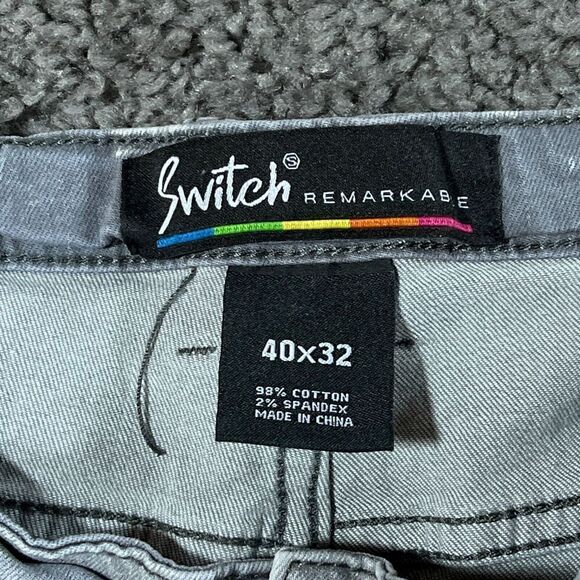 Switch S REMARKABLE
40x32
98% COTTON
2% SPANDEX
MADE IN CHINA